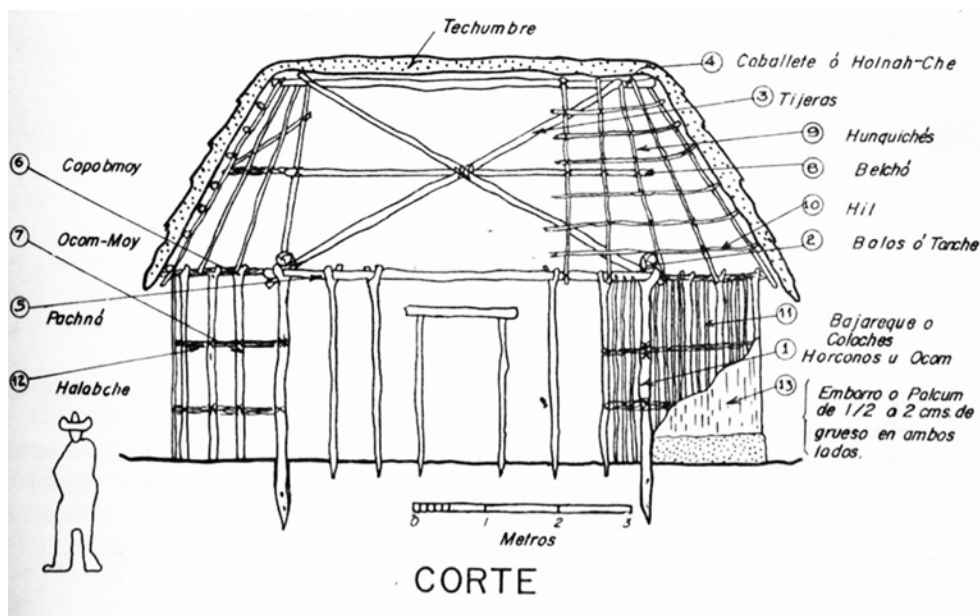 Techumbre
④ Caballete ó Holnah-Che
③ Tijeras
⑨ Hunquichés
⑧ Belchó
⑩ Hil
② Balos ó Tanche
⑪ Bajareque o
Coloches
① Horconos u Ocom
⑬ Embarro o Palcum
de 1/2 a 2 cms. de
grueso en ambos
lados.
⑥ Copobmoy
⑦ Ocom-Moy
⑤ Pachná
⑫ Halabche
0 1 2 3
Metros
CORTE